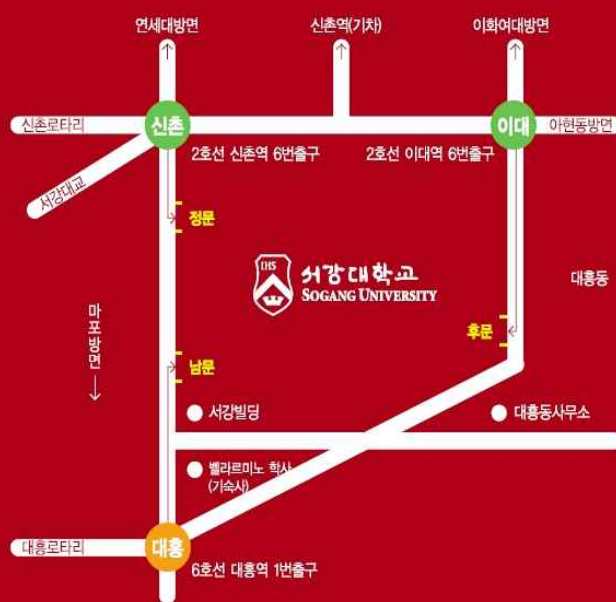 연세대방면
신촌역(기차)
이화여대방면
신촌로타리
신촌
이대
아현동방면
2호선 신촌역 6번출구
2호선 이대역 6번출구
서강대교
정문
IHS
서강대학교
SOGANG UNIVERSITY
대흥동
마포방면
후문
남문
서강빌딩
대흥동사무소
벨라르미노 학사
(기숙사)
대흥로타리
대흥
6호선 대흥역 1번출구